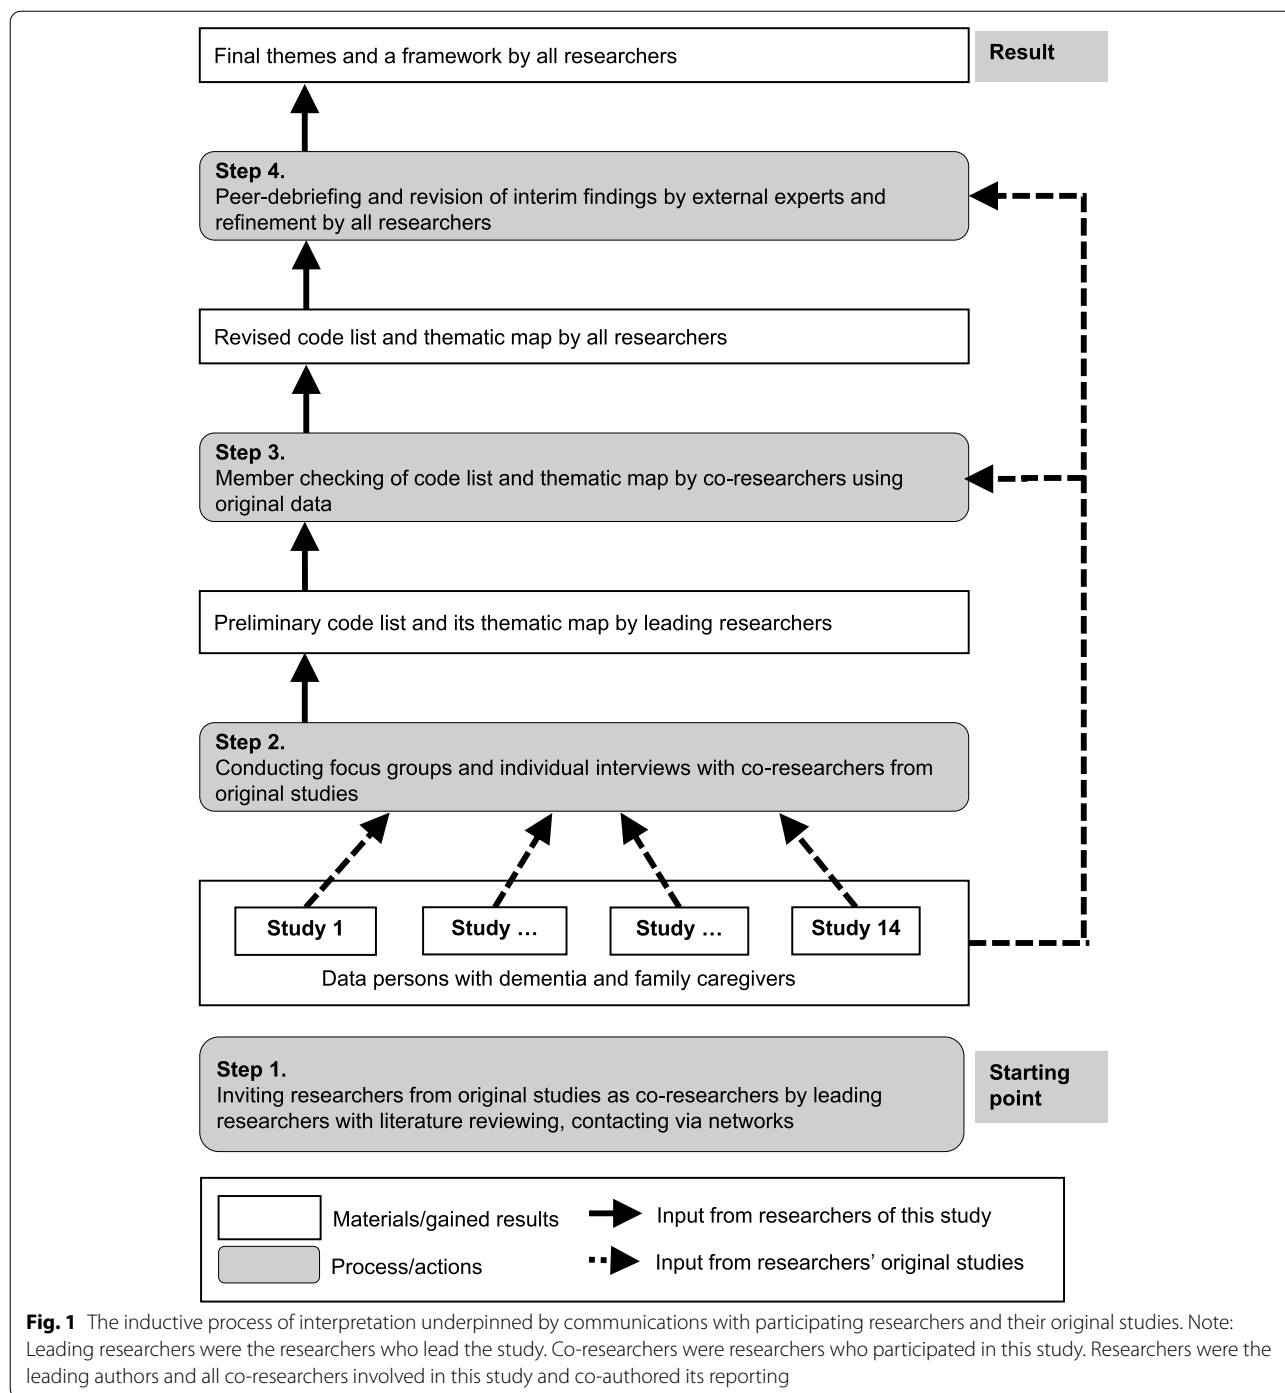 Final themes and a framework by all researchers
Result
Step 4.
Peer-debriefing and revision of interim findings by external experts and
refinement by all researchers
Revised code list and thematic map by all researchers
Step 3.
Member checking of code list and thematic map by co-researchers using
original data
Preliminary code list and its thematic map by leading researchers
Step 2.
Conducting focus groups and individual interviews with co-researchers from
original studies
Study 1
Study ...
Study ...
Study 14
Data persons with dementia and family caregivers
Step 1.
Inviting researchers from original studies as co-researchers by leading
researchers with literature reviewing, contacting via networks
Starting
point
Materials/gained results
Input from researchers of this study
Process/actions
Input from researchers’ original studies
Fig. 1 The inductive process of interpretation underpinned by communications with participating researchers and their original studies. Note:
Leading researchers were the researchers who lead the study. Co-researchers were researchers who participated in this study. Researchers were the
leading authors and all co-researchers involved in this study and co-authored its reporting